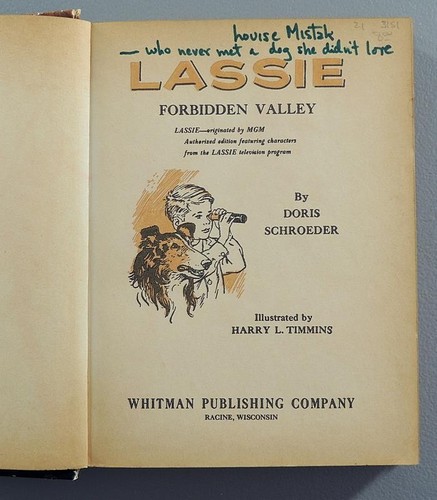 Louise Mistak
— who never met a dog she didn't love
LASSIE
FORBIDDEN VALLEY
LASSIE—originated by MGM
Authorized edition featuring characters
from the LASSIE television program
By
DORIS
SCHROEDER
Illustrated by
HARRY L. TIMMINS
WHITMAN PUBLISHING COMPANY
RACINE, WISCONSIN